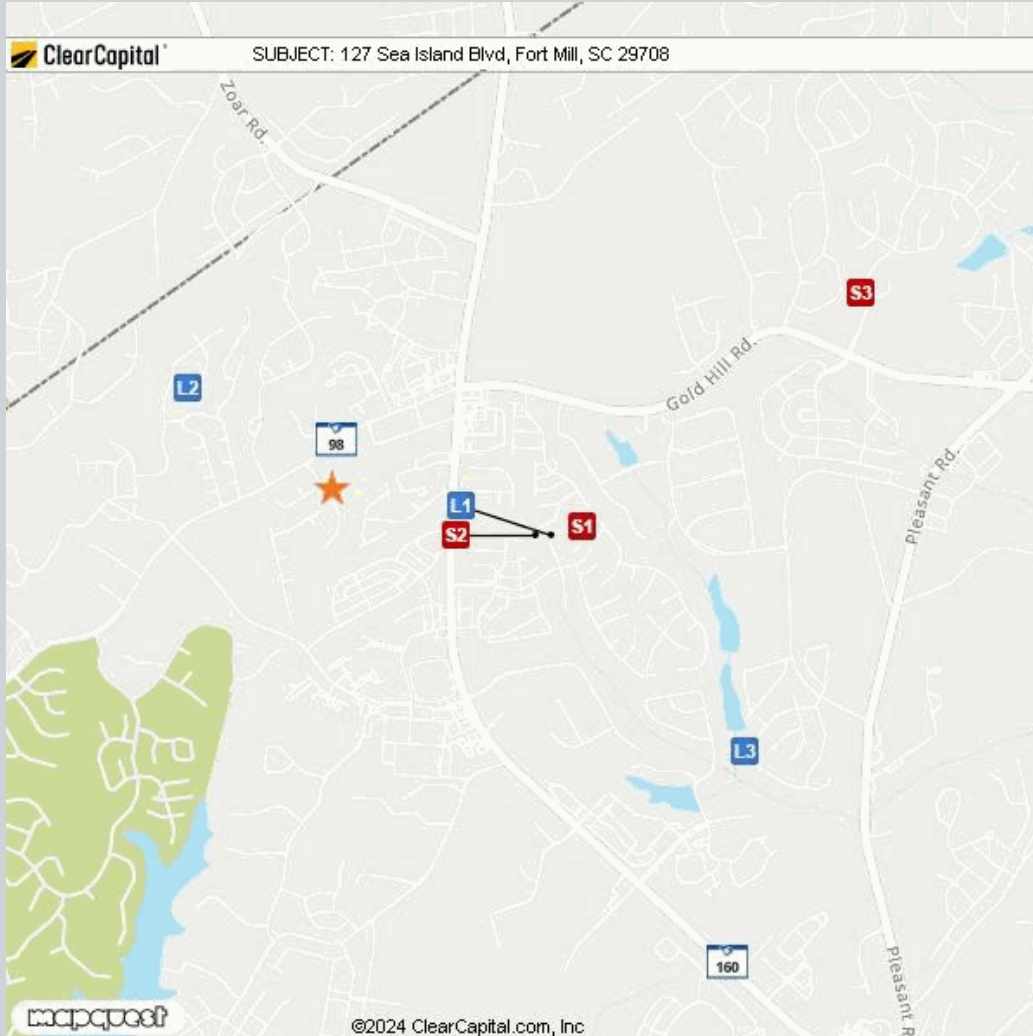 ClearCapital SUBJECT: 127 Sea Island Blvd, Fort Mill, SC 29708
Zoar Rd.
S3
Gold Hill Rd.
L2
98
Pleasant Rd.
L1
S1
S2
L3
160
Pleasant R
mapquest
©2024 ClearCapital.com, Inc